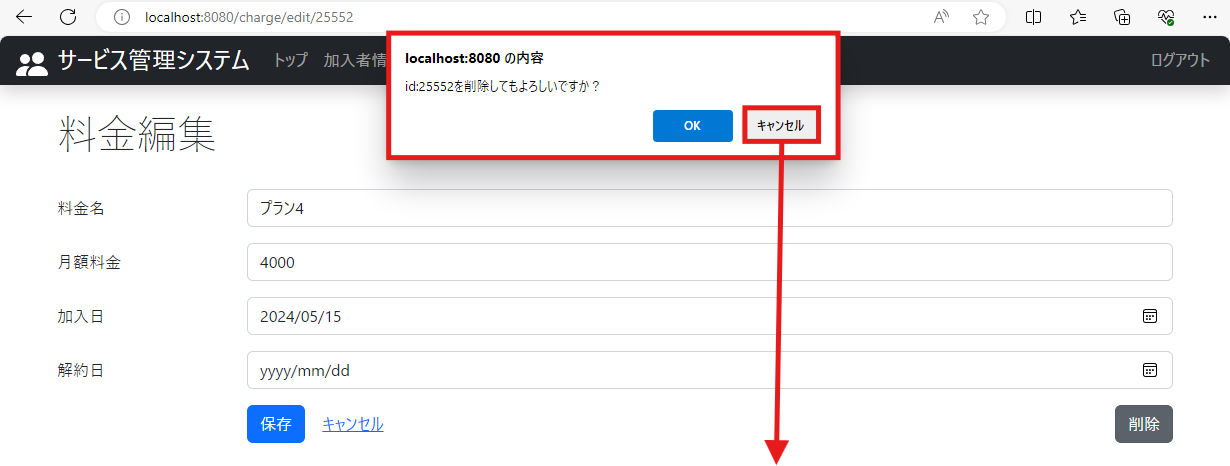 localhost:8080/charge/edit/25552
サービス管理システム トップ 加入者情 ログアウト
localhost:8080 の内容
id:25552を削除してもよろしいですか？
OK キャンセル
料金編集
料金名 プラン4
月額料金 4000
加入日 2024/05/15
解約日 yyyy/mm/dd
保存 キャンセル 削除